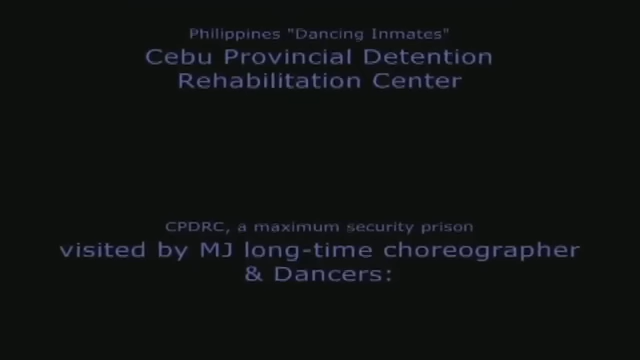 Philippines "Dancing Inmates"
Cebu Provincial Detention
Rehabilitation Center
CPDRC, a maximum security prison
visited by MJ long-time choreographer
& Dancers: